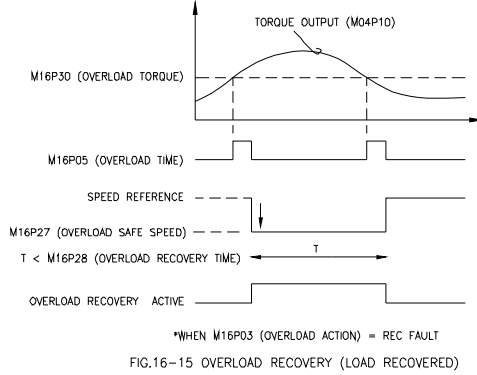 TORQUE OUTPUT (M04P10)
M16P30 (OVERLOAD TORQUE)
M16P05 (OVERLOAD TIME)
SPEED REFERENCE
M16P27 (OVERLOAD SAFE SPEED)
T < M16P28 (OVERLOAD RECOVERY TIME)
T
OVERLOAD RECOVERY ACTIVE
*WHEN M16P03 (OVERLOAD ACTION) = REC FAULT
FIG.16-15 OVERLOAD RECOVERY (LOAD RECOVERED)